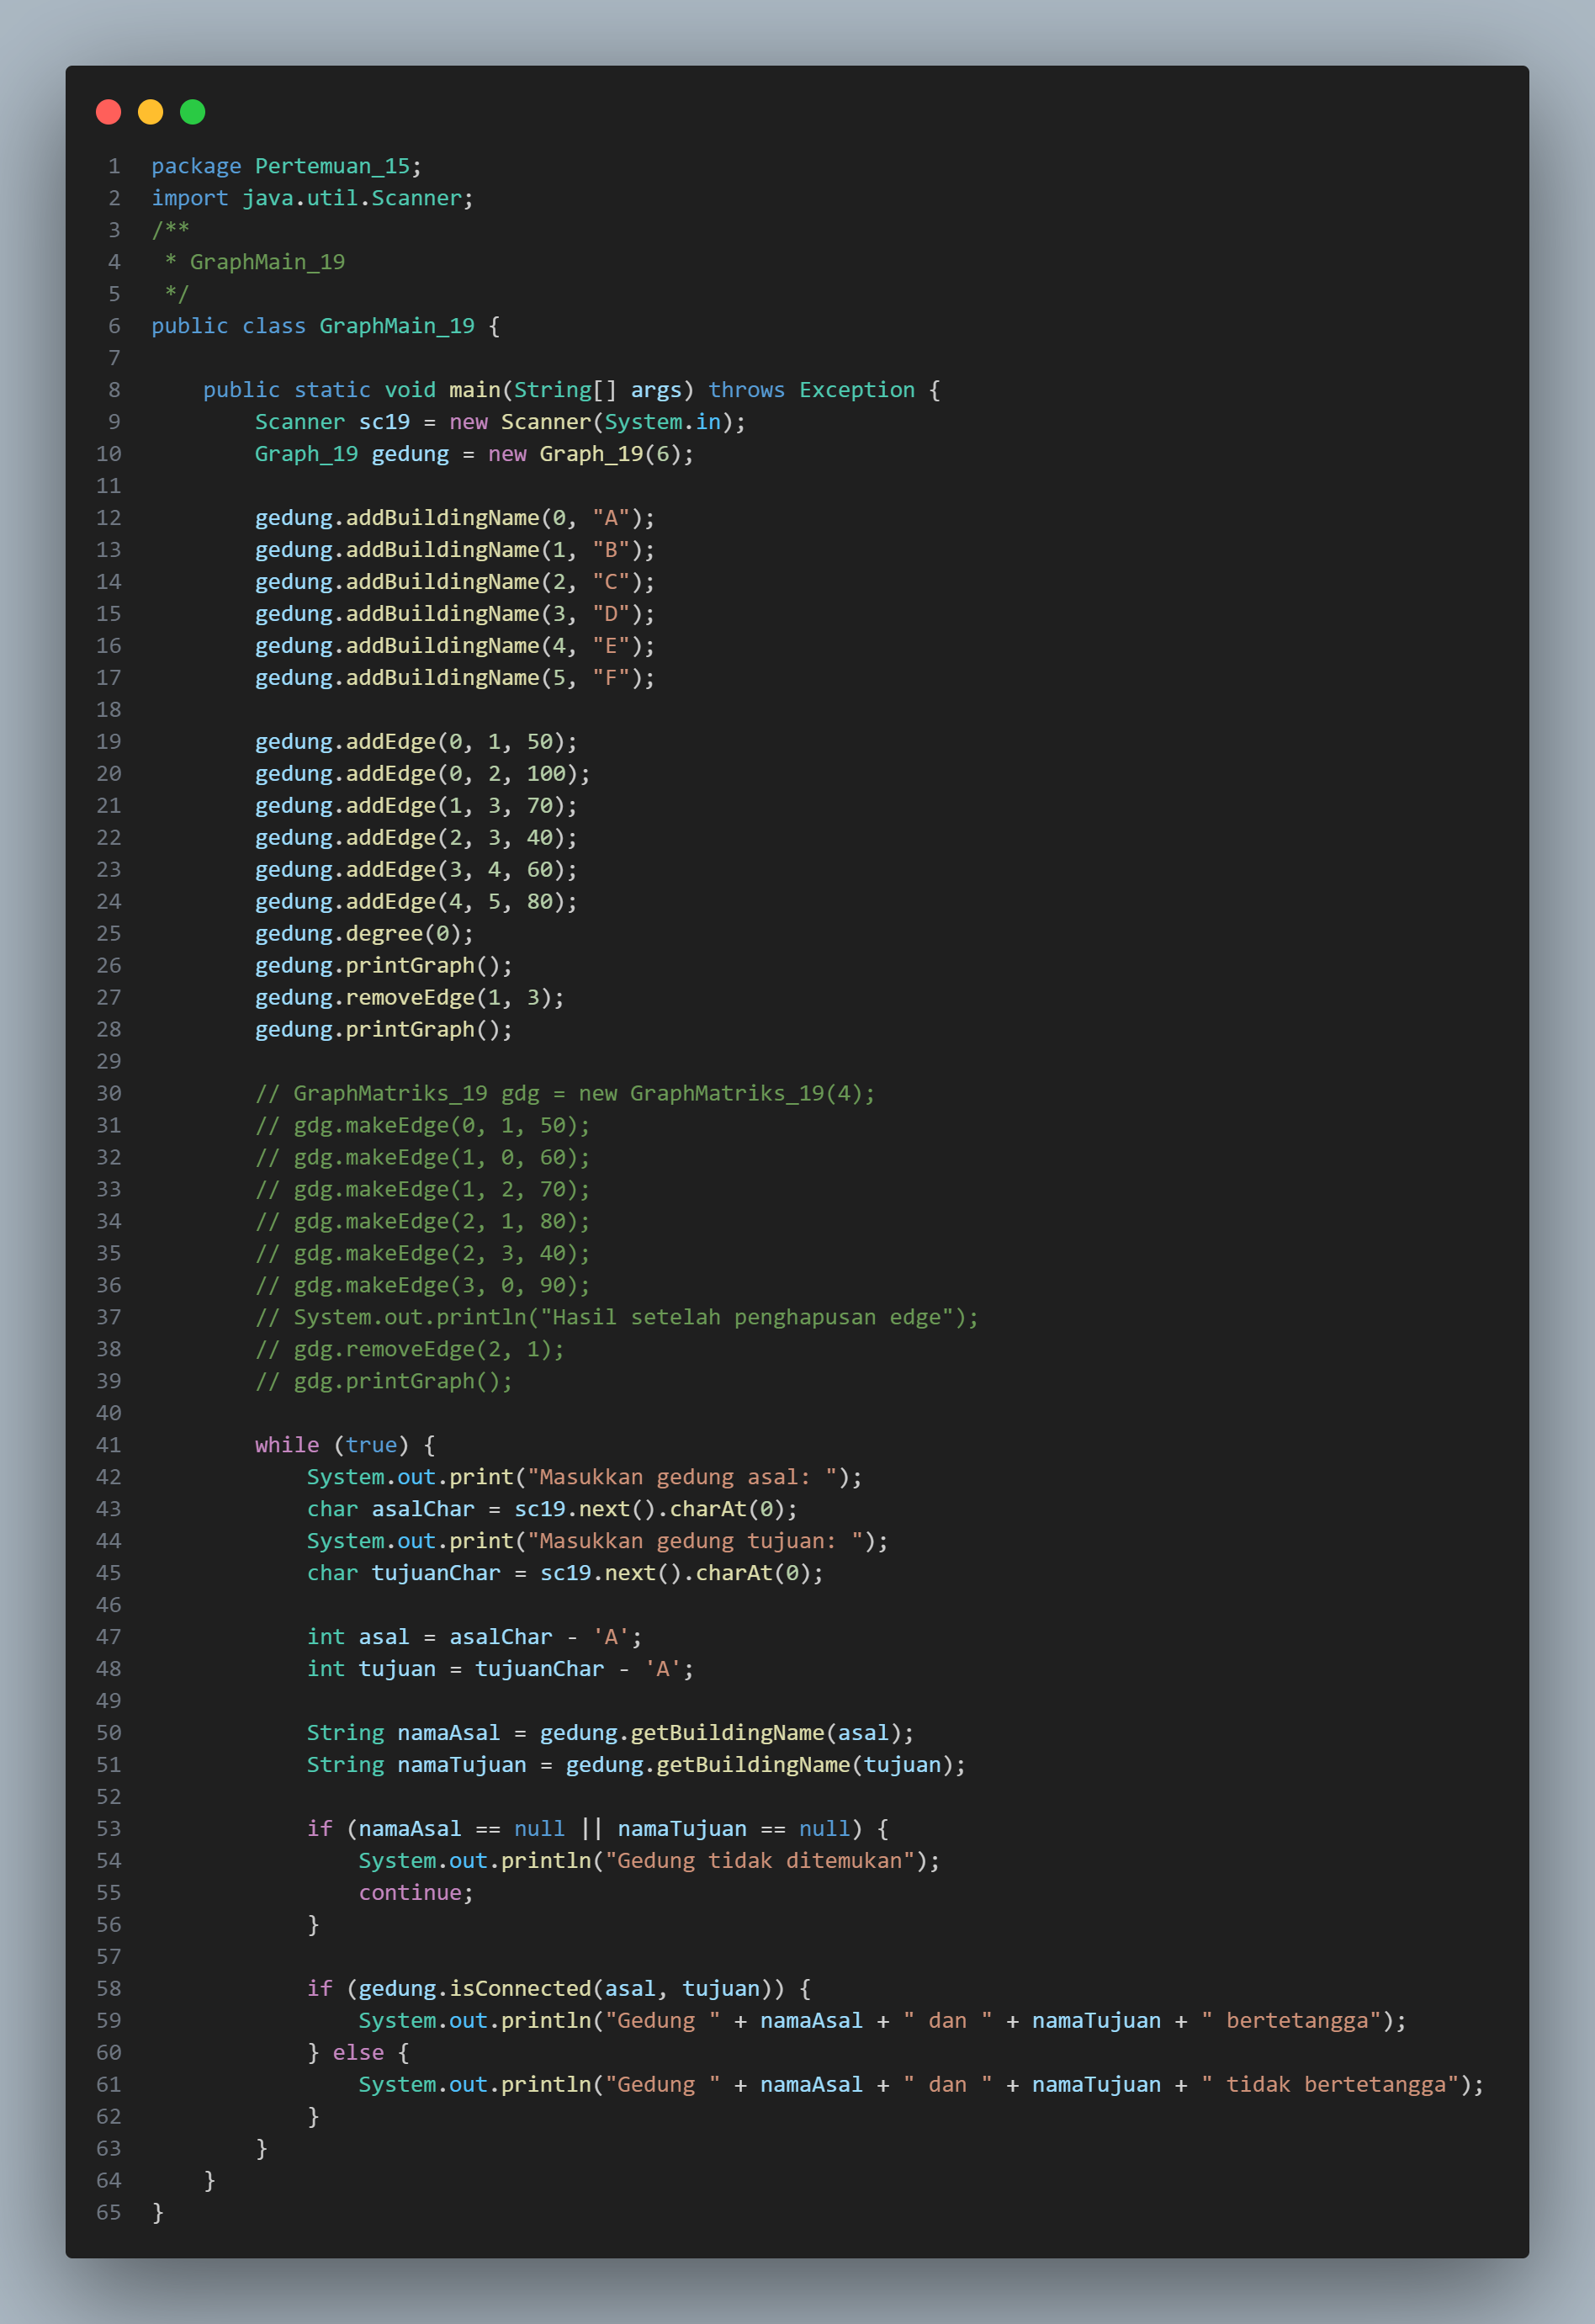 1 package Pertemuan_15;
2 import java.util.Scanner;
3 /**
4  * GraphMain_19
5  */
6 public class GraphMain_19 {
7
8     public static void main(String[] args) throws Exception {
9         Scanner sc19 = new Scanner(System.in);
10         Graph_19 gedung = new Graph_19(6);
11
12         gedung.addBuildingName(0, "A");
13         gedung.addBuildingName(1, "B");
14         gedung.addBuildingName(2, "C");
15         gedung.addBuildingName(3, "D");
16         gedung.addBuildingName(4, "E");
17         gedung.addBuildingName(5, "F");
18
19         gedung.addEdge(0, 1, 50);
20         gedung.addEdge(0, 2, 100);
21         gedung.addEdge(1, 3, 70);
22         gedung.addEdge(2, 3, 40);
23         gedung.addEdge(3, 4, 60);
24         gedung.addEdge(4, 5, 80);
25         gedung.degree(0);
26         gedung.printGraph();
27         gedung.removeEdge(1, 3);
28         gedung.printGraph();
29
30         // GraphMatriks_19 gdg = new GraphMatriks_19(4);
31         // gdg.makeEdge(0, 1, 50);
32         // gdg.makeEdge(1, 0, 60);
33         // gdg.makeEdge(1, 2, 70);
34         // gdg.makeEdge(2, 1, 80);
35         // gdg.makeEdge(2, 3, 40);
36         // gdg.makeEdge(3, 0, 90);
37         // System.out.println("Hasil setelah penghapusan edge");
38         // gdg.removeEdge(2, 1);
39         // gdg.printGraph();
40
41         while (true) {
42             System.out.print("Masukkan gedung asal: ");
43             char asalChar = sc19.next().charAt(0);
44             System.out.print("Masukkan gedung tujuan: ");
45             char tujuanChar = sc19.next().charAt(0);
46
47             int asal = asalChar - 'A';
48             int tujuan = tujuanChar - 'A';
49
50             String namaAsal = gedung.getBuildingName(asal);
51             String namaTujuan = gedung.getBuildingName(tujuan);
52
53             if (namaAsal == null || namaTujuan == null) {
54                 System.out.println("Gedung tidak ditemukan");
55                 continue;
56             }
57
58             if (gedung.isConnected(asal, tujuan)) {
59                 System.out.println("Gedung " + namaAsal + " dan " + namaTujuan + " bertetangga");
60             } else {
61                 System.out.println("Gedung " + namaAsal + " dan " + namaTujuan + " tidak bertetangga");
62             }
63         }
64     }
65 }